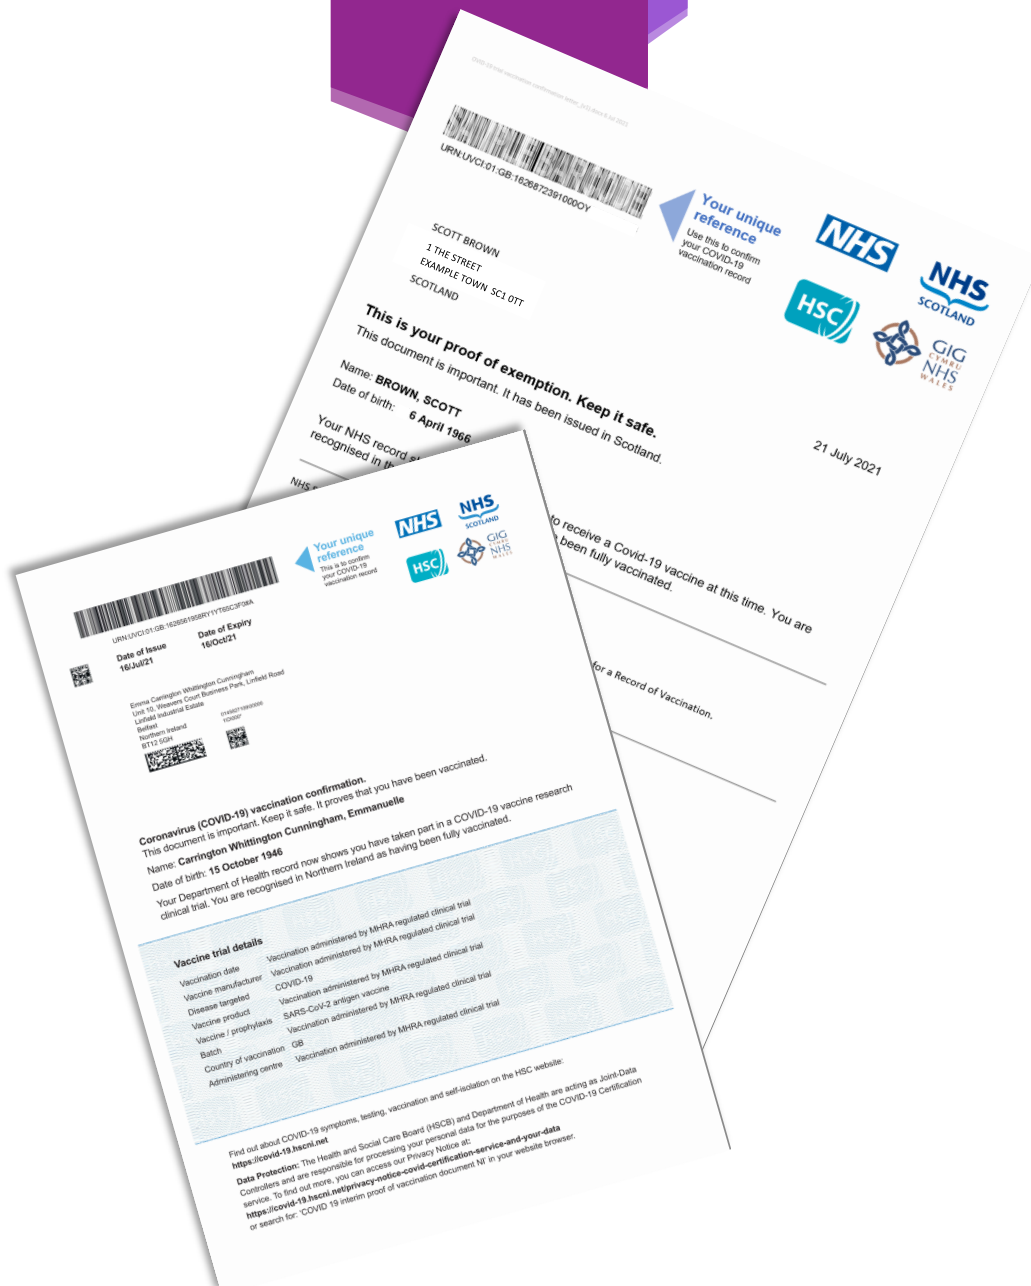 URN:UVCI:01:GB:1626872391000OY
Your unique
reference
Use this to confirm
your COVID-19
vaccination record
NHS
NHS
SCOTLAND
HSC
GIG
CYMRU
NHS
WALES
SCOTT BROWN
1 THE STREET
EXAMPLE TOWN SC1 0TT
SCOTLAND
This is your proof of exemption. Keep it safe.
This document is important. It has been issued in Scotland.
Name: BROWN, SCOTT
Date of birth: 6 April 1966
21 July 2021
Your NHS record
recognised in
to receive a Covid-19 vaccine at this time. You are
been fully vaccinated.
NHS
for a Record of Vaccination.
Your unique
reference
This is to confirm
your COVID-19
vaccination record
NHS
NHS
SCOTLAND
HSC
GIG
CYMRU
NHS
WALES
Date of Issue
16/Jul/21
Date of Expiry
16/Oct/21
Emma Carrington Whittington Cunningham
Unit 10, Weavers Court Business Park, Linfield Road
Linfield Industrial Estate
Belfast
Northern Ireland
BT12 5GH
Coronavirus (COVID-19) vaccination confirmation.
This document is important. Keep it safe. It proves that you have been vaccinated.
Name: Carrington Whittington Cunningham, Emmanuelle
Date of birth: 15 October 1946
Your Department of Health record now shows you have taken part in a COVID-19 vaccine research
clinical trial. You are recognised in Northern Ireland as having been fully vaccinated.
Vaccine trial details
Vaccination date Vaccination administered by MHRA regulated clinical trial
Vaccine manufacturer Vaccination administered by MHRA regulated clinical trial
Disease targeted COVID-19
Vaccine product Vaccination administered by MHRA regulated clinical trial
Vaccine / prophylaxis SARS-CoV-2 antigen vaccine
Batch Vaccination administered by MHRA regulated clinical trial
Country of vaccination GB
Administering centre Vaccination administered by MHRA regulated clinical trial
Find out about COVID-19 symptoms, testing, vaccination and self-isolation on the HSC website:
https://covid-19.hscni.net
Data Protection: The Health and Social Care Board (HSCB) and Department of Health are acting as Joint-Data
Controllers and are responsible for processing your personal data for the purposes of the COVID-19 Certification
service. To find out more, you can access our Privacy Notice at:
https://covid-19.hscni.net/privacy-notice-covid-certification-service-and-your-data
or search for: 'COVID 19 interim proof of vaccination document NI' in your website browser.